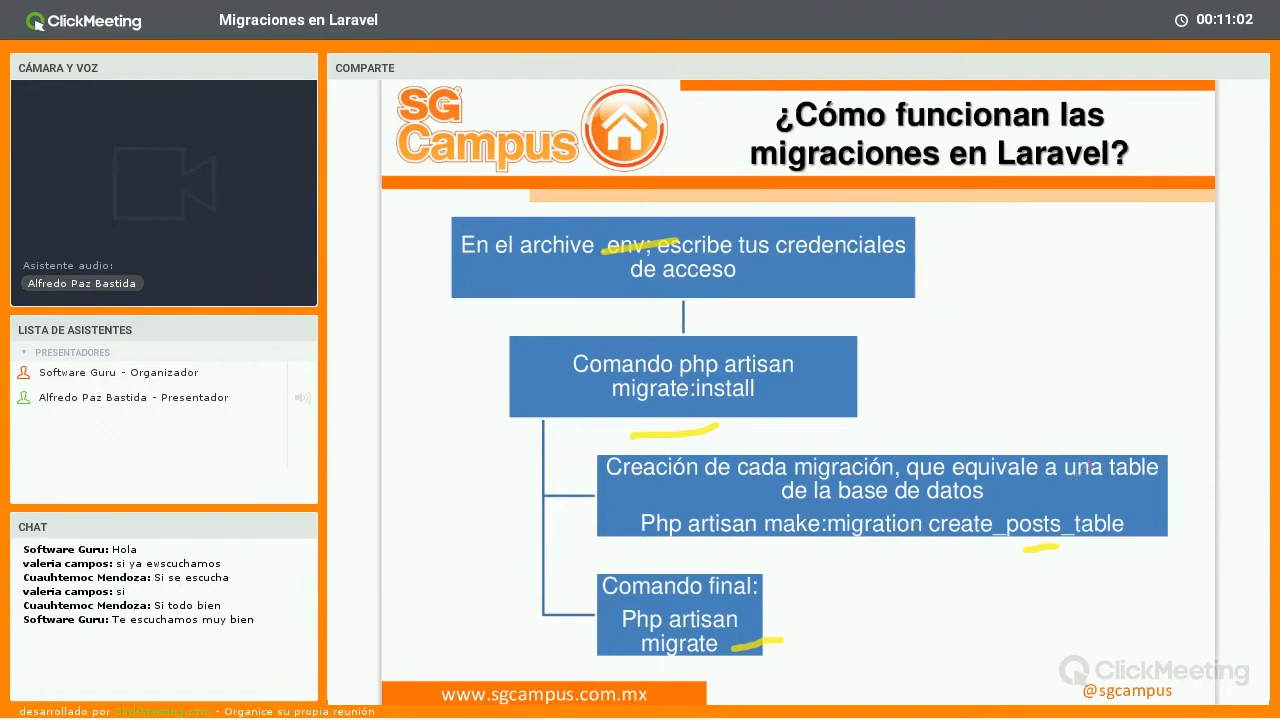 ClickMeeting
Migraciones en Laravel
00:11:02
CÁMARA Y VOZ
Asistente audio:
Alfredo Paz Bastida
LISTA DE ASISTENTES
PRESENTADORES
Software Guru - Organizador
Alfredo Paz Bastida - Presentador
CHAT
Software Guru: Hola
valeria campos: si ya ewscuchamos
Cuauhtemoc Mendoza: Si se escucha
valeria campos: si
Cuauhtemoc Mendoza: Si todo bien
Software Guru: Te escuchamos muy bien
COMPARTE
SG
Campus
¿Cómo funcionan las
migraciones en Laravel?
En el archive .env; escribe tus credenciales
de acceso
Comando php artisan
migrate:install
Creación de cada migración, que equivale a una table
de la base de datos
Php artisan make:migration create_posts_table
Comando final:
Php artisan
migrate
www.sgcampus.com.mx
ClickMeeting
@sgcampus
desarrollado por ClickMeeting.com - Organice su propia reunión